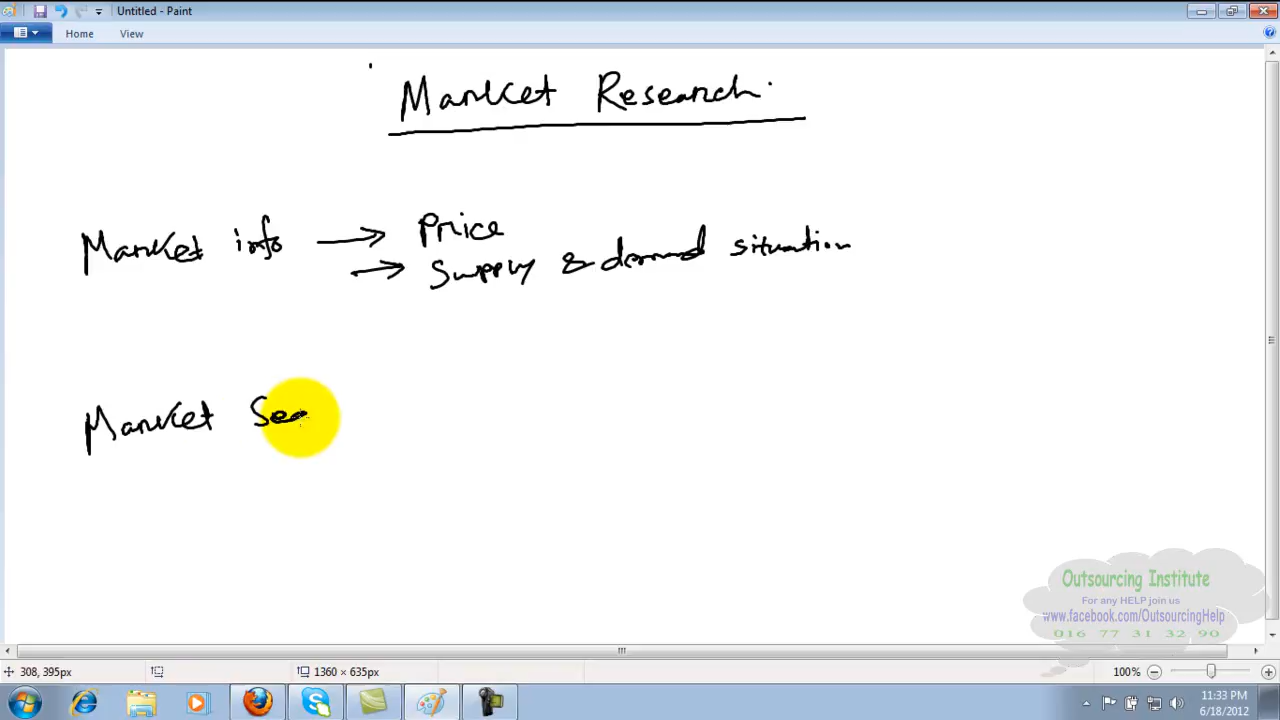 Untitled - Paint
Home View
Market Research
Market info → Price
→ Supply & demand situation
Market
Outsourcing Institute
For any HELP join us
www.facebook.com/OutsourcingHelp
016 77 31 32 90
308, 395px 1360 × 635px 100%
11:33 PM
6/18/2012